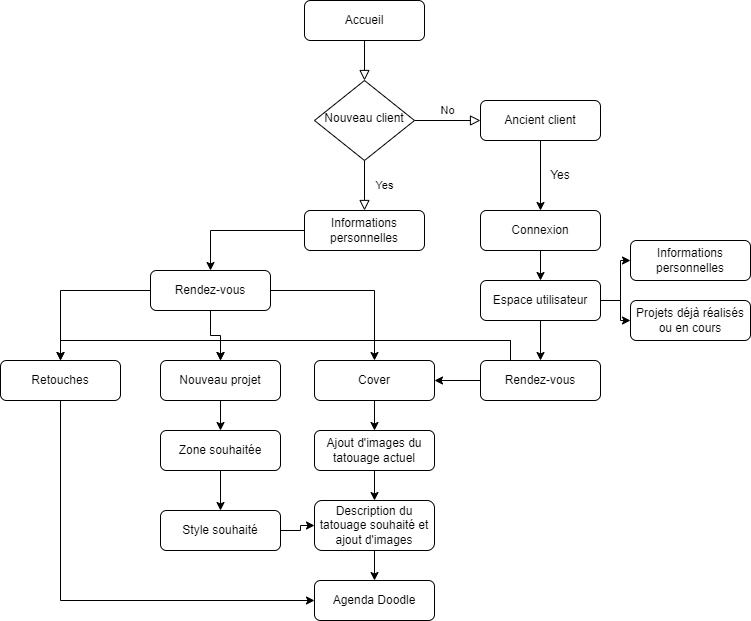 Accueil
Nouveau client
No
Ancient client
Yes
Yes
Informations
personnelles
Connexion
Informations
personnelles
Rendez-vous
Espace utilisateur
Projets déjà réalisés
ou en cours
Retouches
Nouveau projet
Cover
Rendez-vous
Zone souhaitée
Ajout d'images du
tatouage actuel
Style souhaité
Description du
tatouage souhaité et
ajout d'images
Agenda Doodle